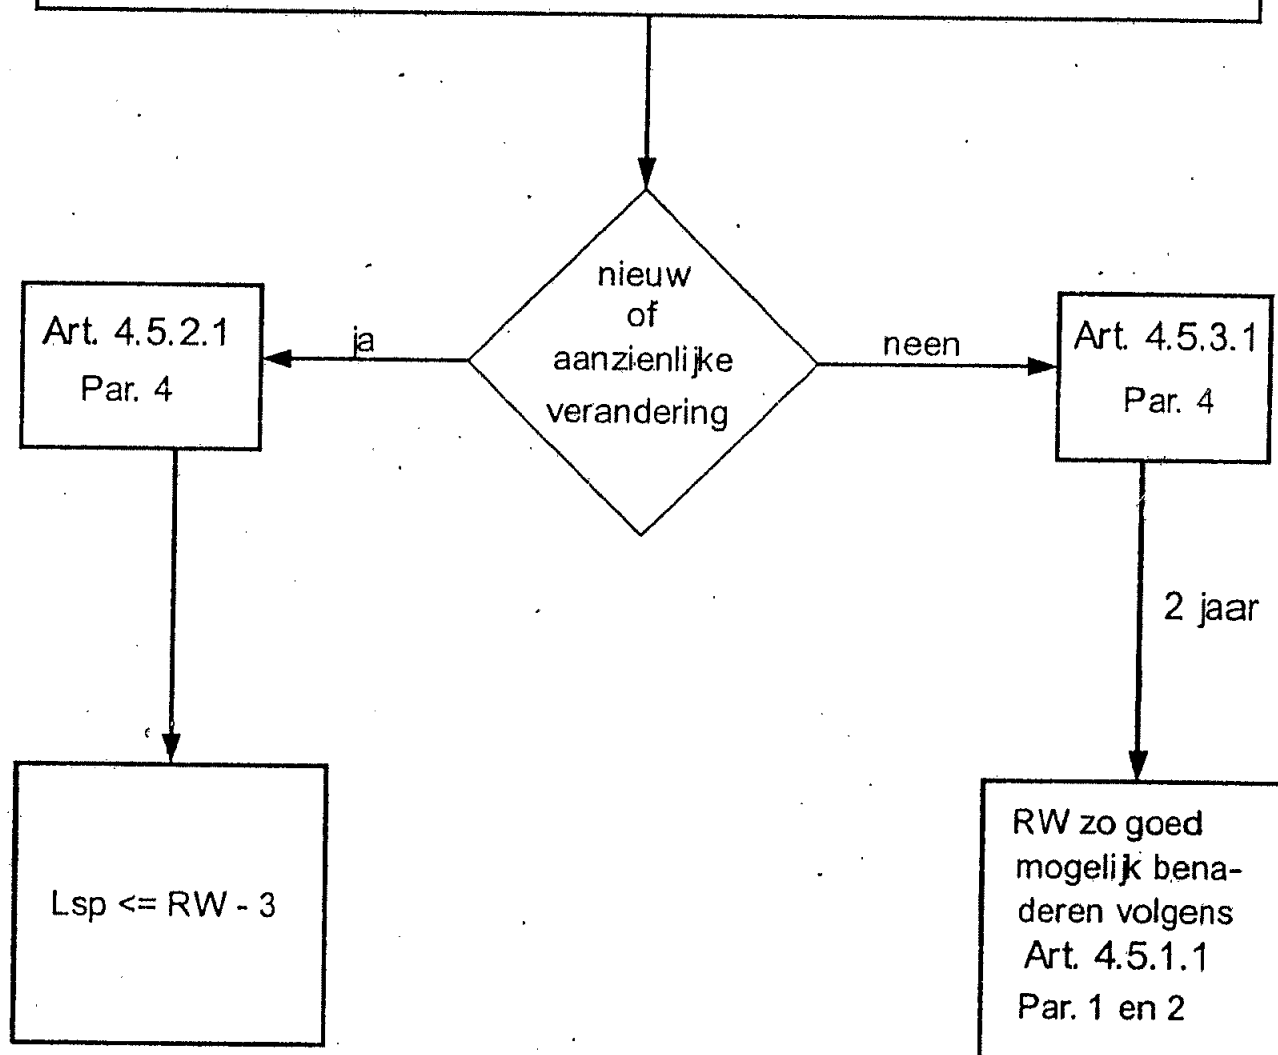 nieuw
of
aanzienlijke
verandering
ja
neen
Art. 4.5.2.1
Par. 4
Art. 4.5.3.1
Par. 4
2 jaar
Lsp <= RW - 3
RW zo goed
mogelijk bena-
deren volgens
Art. 4.5.1.1
Par. 1 en 2